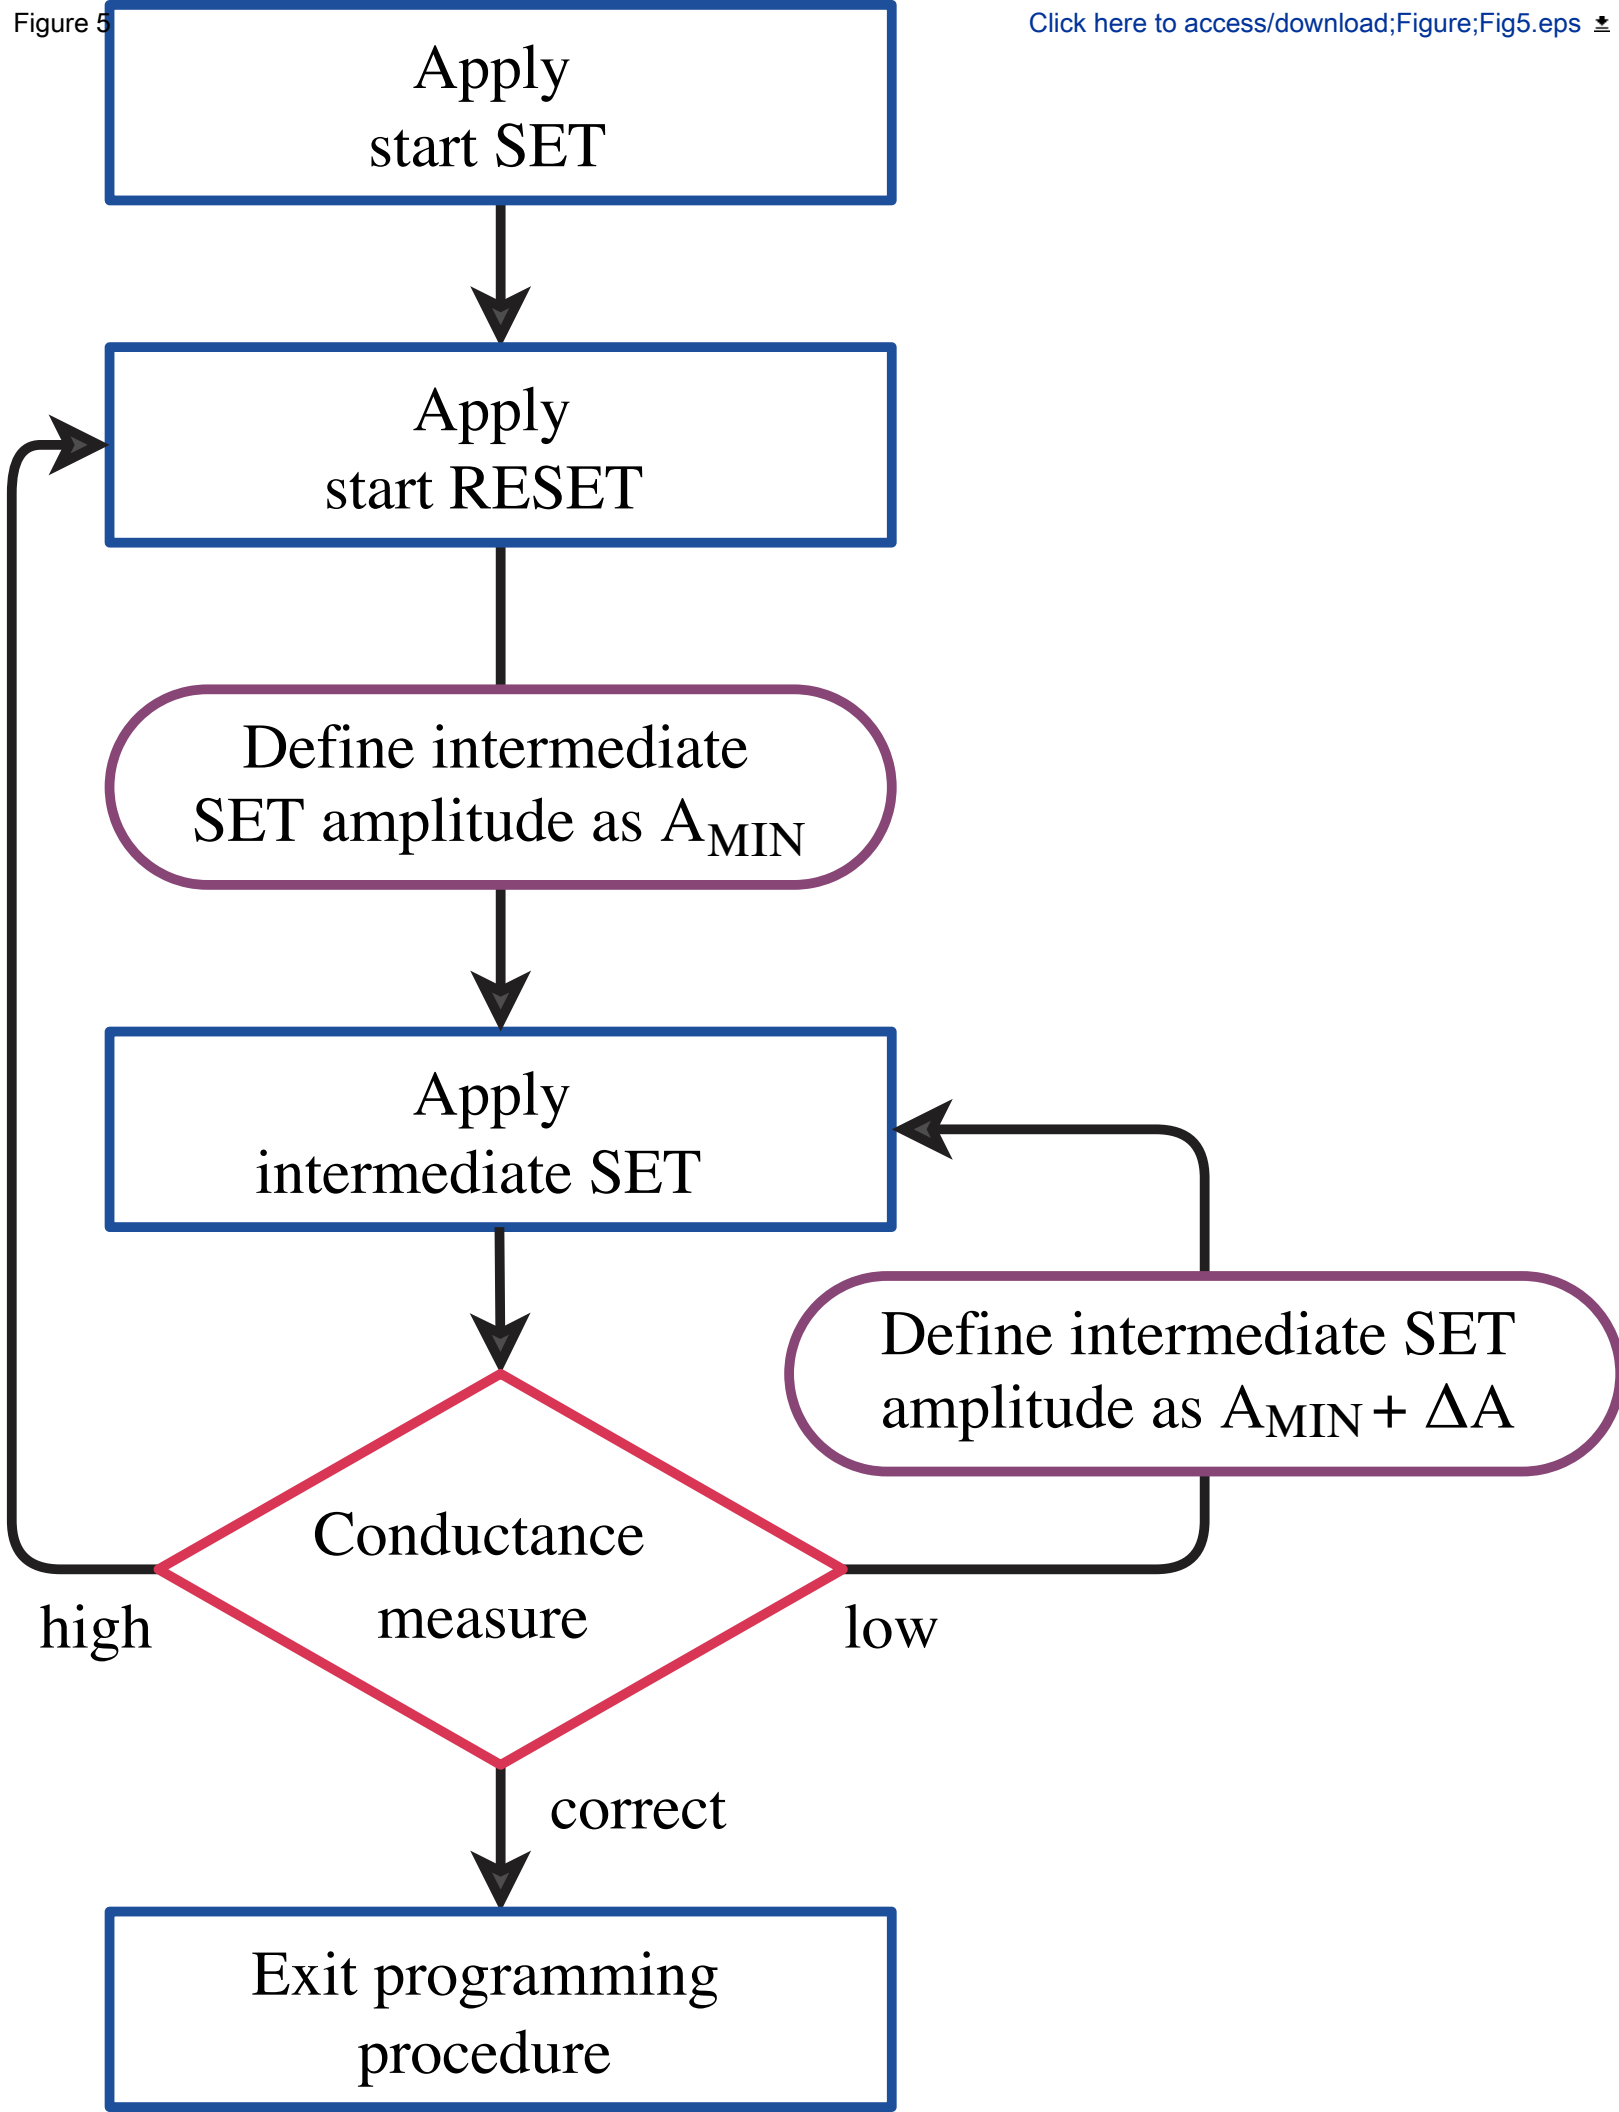 Figure 5
Click here to access/download;Figure;Fig5.eps
Apply
start SET
Apply
start RESET
Define intermediate
SET amplitude as A_MIN
Apply
intermediate SET
Define intermediate SET
amplitude as A_MIN + ΔA
Conductance
measure
high
low
correct
Exit programming
procedure